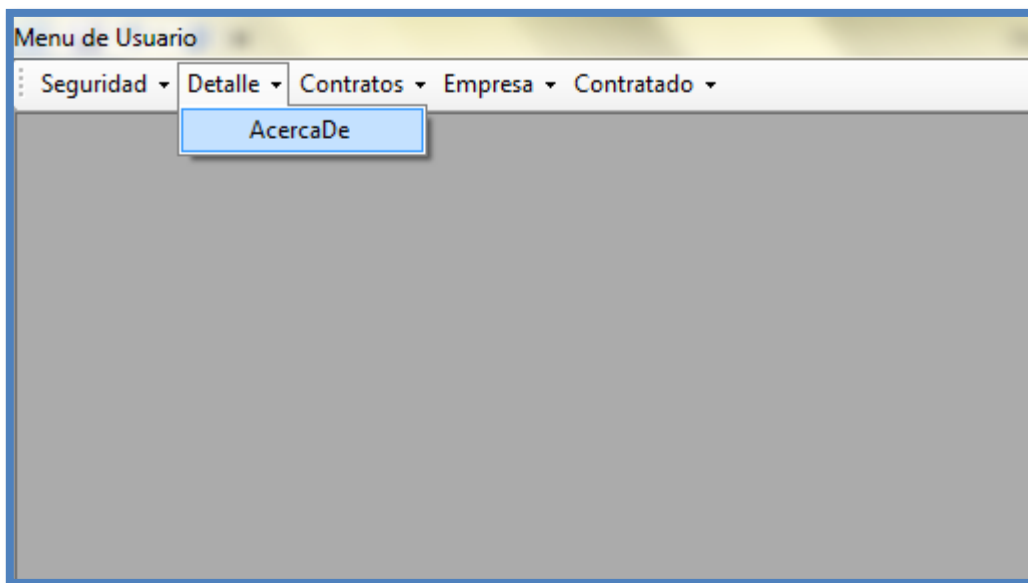 Menu de Usuario
Seguridad Detalle Contratos Empresa Contratado
AcercaDe